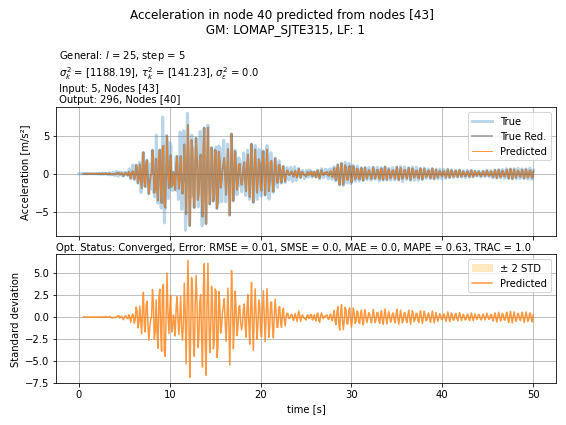 Acceleration in node 40 predicted from nodes [43]
GM: LOMAP_SJTE315, LF: 1
General: l = 25, step = 5
σ²ₖ = [1188.19], τ²ₖ = [141.23], σ²ε = 0.0
Input: 5, Nodes [43]
Output: 296, Nodes [40]
Acceleration [m/s²]
5
0
−5
True
True Red.
Predicted
Opt. Status: Converged, Error: RMSE = 0.01, SMSE = 0.0, MAE = 0.0, MAPE = 0.63, TRAC = 1.0
Standard deviation
5.0
2.5
0.0
−2.5
−5.0
−7.5
± 2 STD
Predicted
0 10 20 30 40 50
time [s]